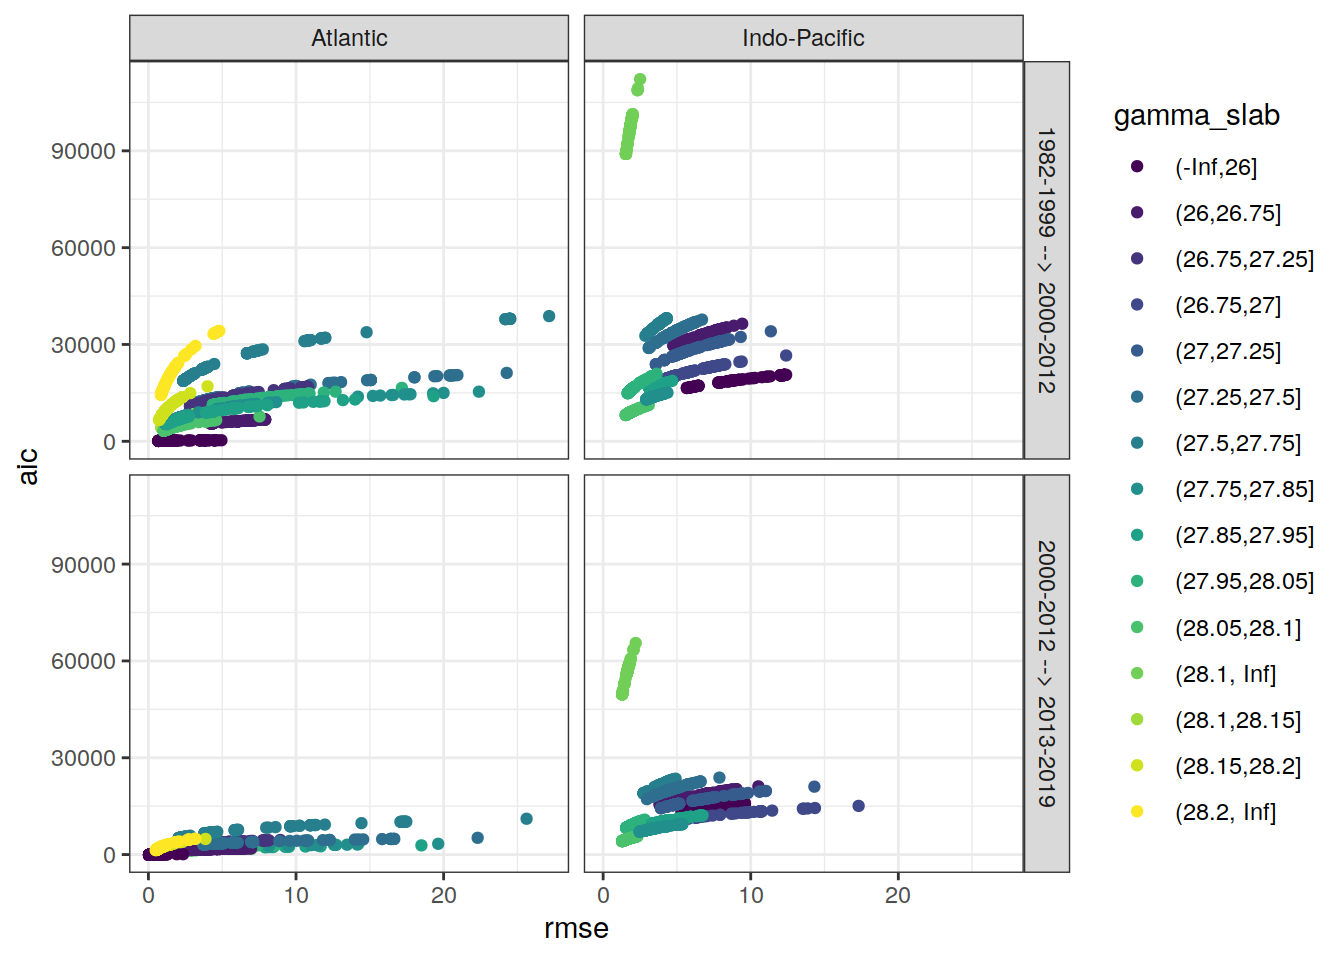 Atlantic
Indo-Pacific
1982-1999 --> 2000-2012
2000-2012 --> 2013-2019
90000
60000
30000
0
90000
60000
30000
0
aic
0
10
20
0
10
20
rmse
gamma_slab
(-Inf,26]
(26,26.75]
(26.75,27.25]
(26.75,27]
(27,27.25]
(27.25,27.5]
(27.5,27.75]
(27.75,27.85]
(27.85,27.95]
(27.95,28.05]
(28.05,28.1]
(28.1, Inf]
(28.1,28.15]
(28.15,28.2]
(28.2, Inf]